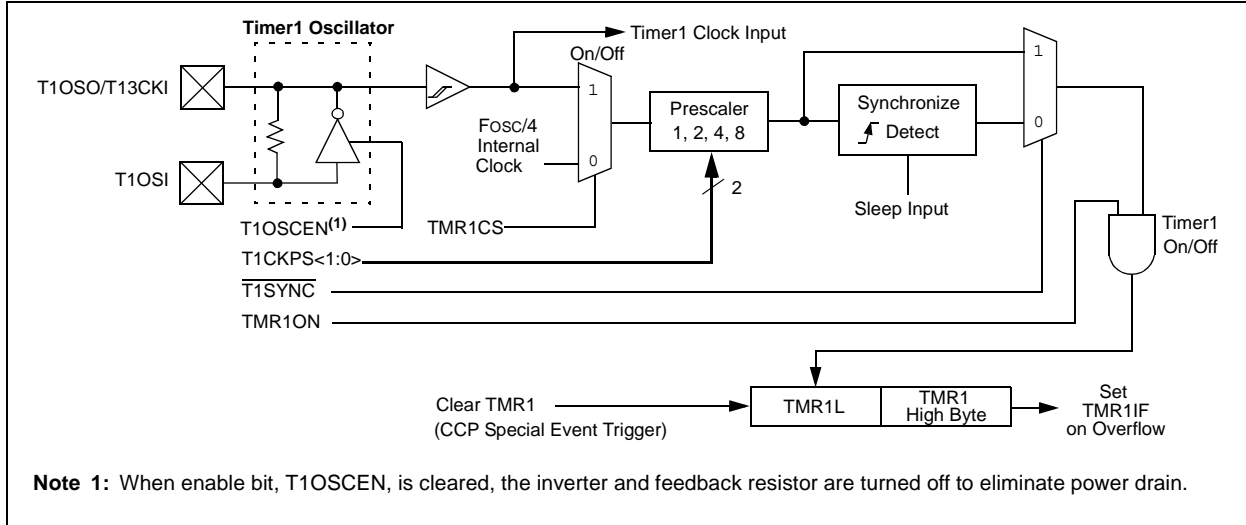 Timer1 Oscillator
Timer1 Clock Input
On/Off
T1OSO/T13CKI
1
1
FOSC/4
Internal
Clock
0
Prescaler
1, 2, 4, 8
Synchronize
Detect
0
T1OSI
2
Sleep Input
T1OSCEN(1)
TMR1CS
Timer1
On/Off
T1CKPS<1:0>
T1SYNC
TMR1ON
Clear TMR1
(CCP Special Event Trigger)
TMR1L
TMR1
High Byte
Set
TMR1IF
on Overflow
Note 1: When enable bit, T1OSCEN, is cleared, the inverter and feedback resistor are turned off to eliminate power drain.